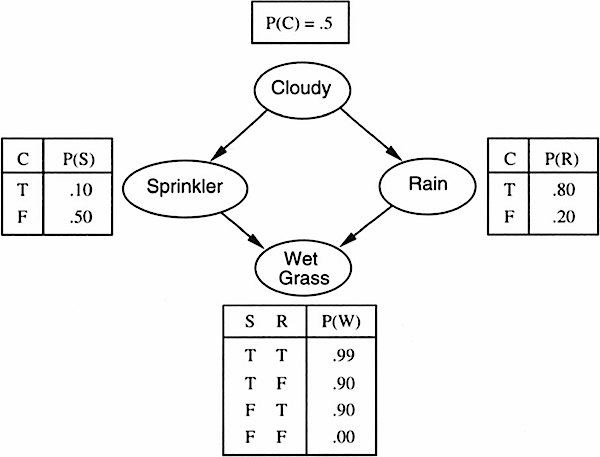 P(C) = .5
Cloudy
C P(S)
T .10
F .50
Sprinkler
Rain
C P(R)
T .80
F .20
Wet
Grass
S R P(W)
T T .99
T F .90
F T .90
F F .00